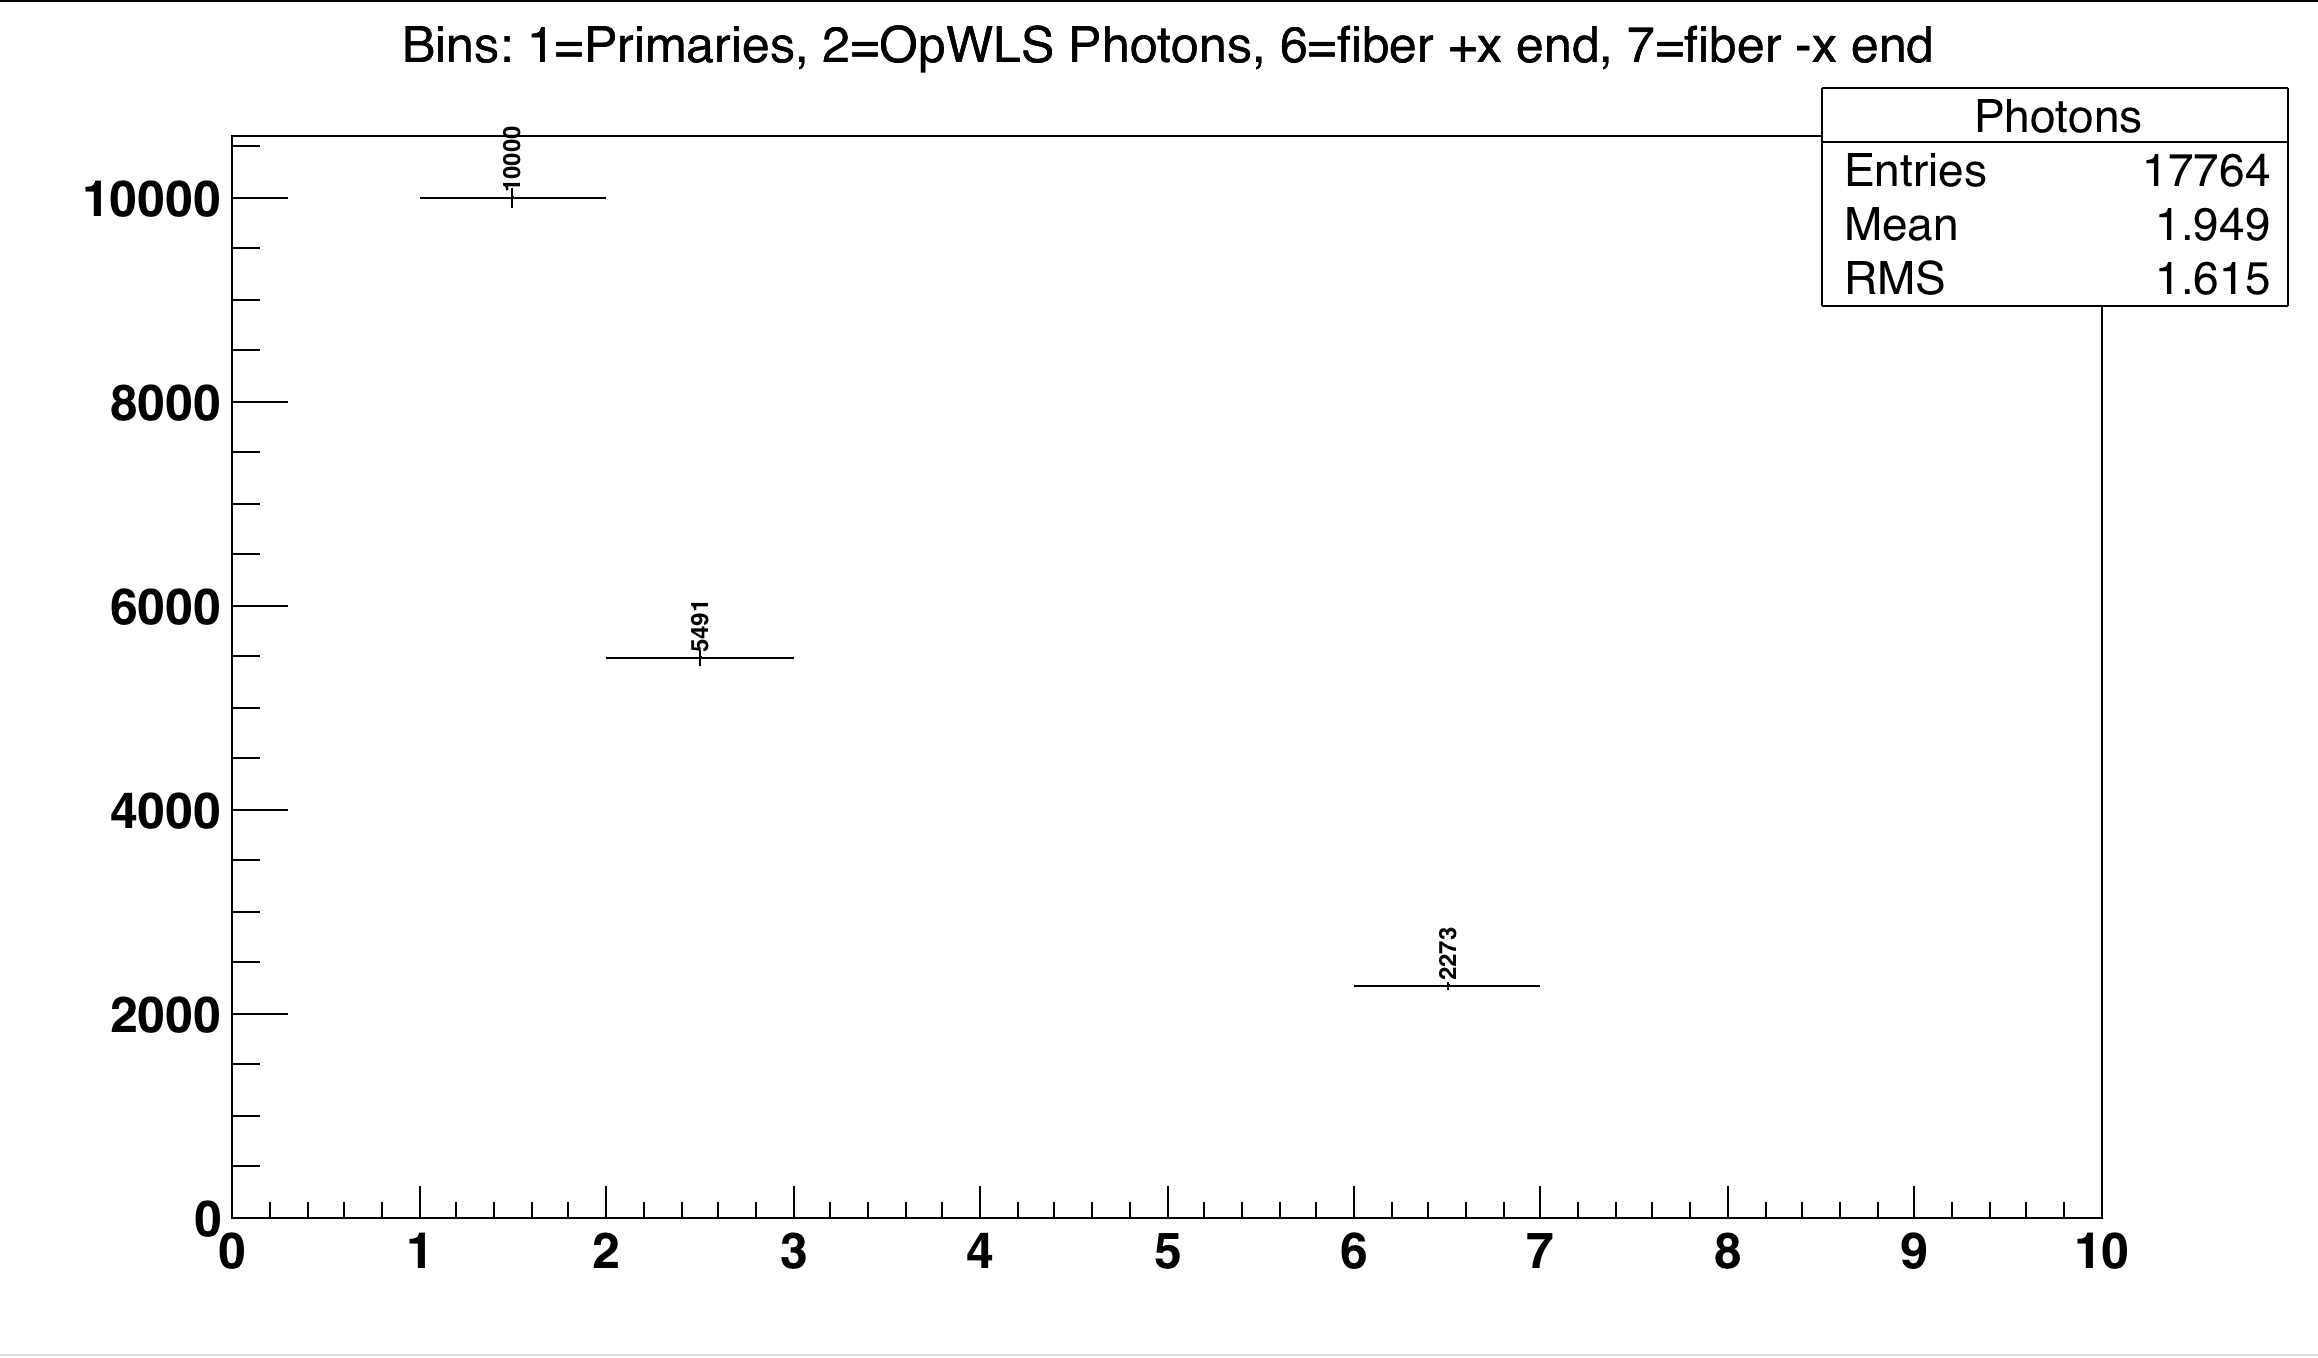 Bins: 1=Primaries, 2=OpWLS Photons, 6=fiber +x end, 7=fiber -x end
Photons
Entries 17764
Mean 1.949
RMS 1.615
10000
10000
8000
6000
5491
4000
2273
2000
0
0 1 2 3 4 5 6 7 8 9 10